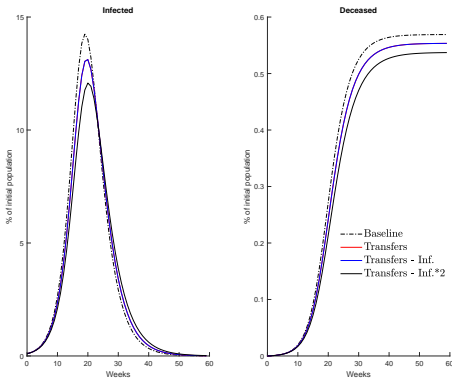 Infected
15
10
5
0
% of initial population
0 10 20 30 40 50 60
Weeks
Deceased
0.6
0.5
0.4
0.3
0.2
0.1
0
% of initial population
0 10 20 30 40 50 60
Weeks
Baseline
Transfers
Transfers - Inf.
Transfers - Inf.*2